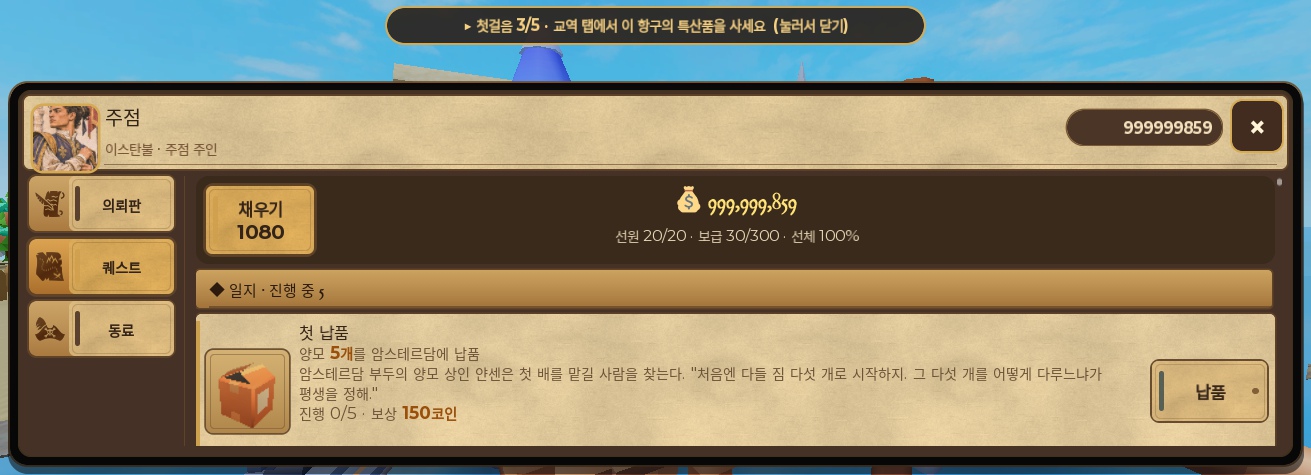 ▸ 첫걸음 3/5 · 교역 탭에서 이 항구의 특산품을 사세요 (눌러서 닫기)
주점
이스탄불 · 주점 주인
999999859
×
의뢰판
퀘스트
동료
채우기
1080
$ 999,999,859
선원 20/20 · 보급 30/300 · 선체 100%
◆ 일지 · 진행 중 5
첫 납품
양모 5개를 암스테르담에 납품
암스테르담 부두의 양모 상인 얀센은 첫 배를 맡길 사람을 찾는다. "처음엔 다들 짐 다섯 개로 시작하지. 그 다섯 개를 어떻게 다루느냐가
평생을 정해."
진행 0/5 · 보상 150코인
납품